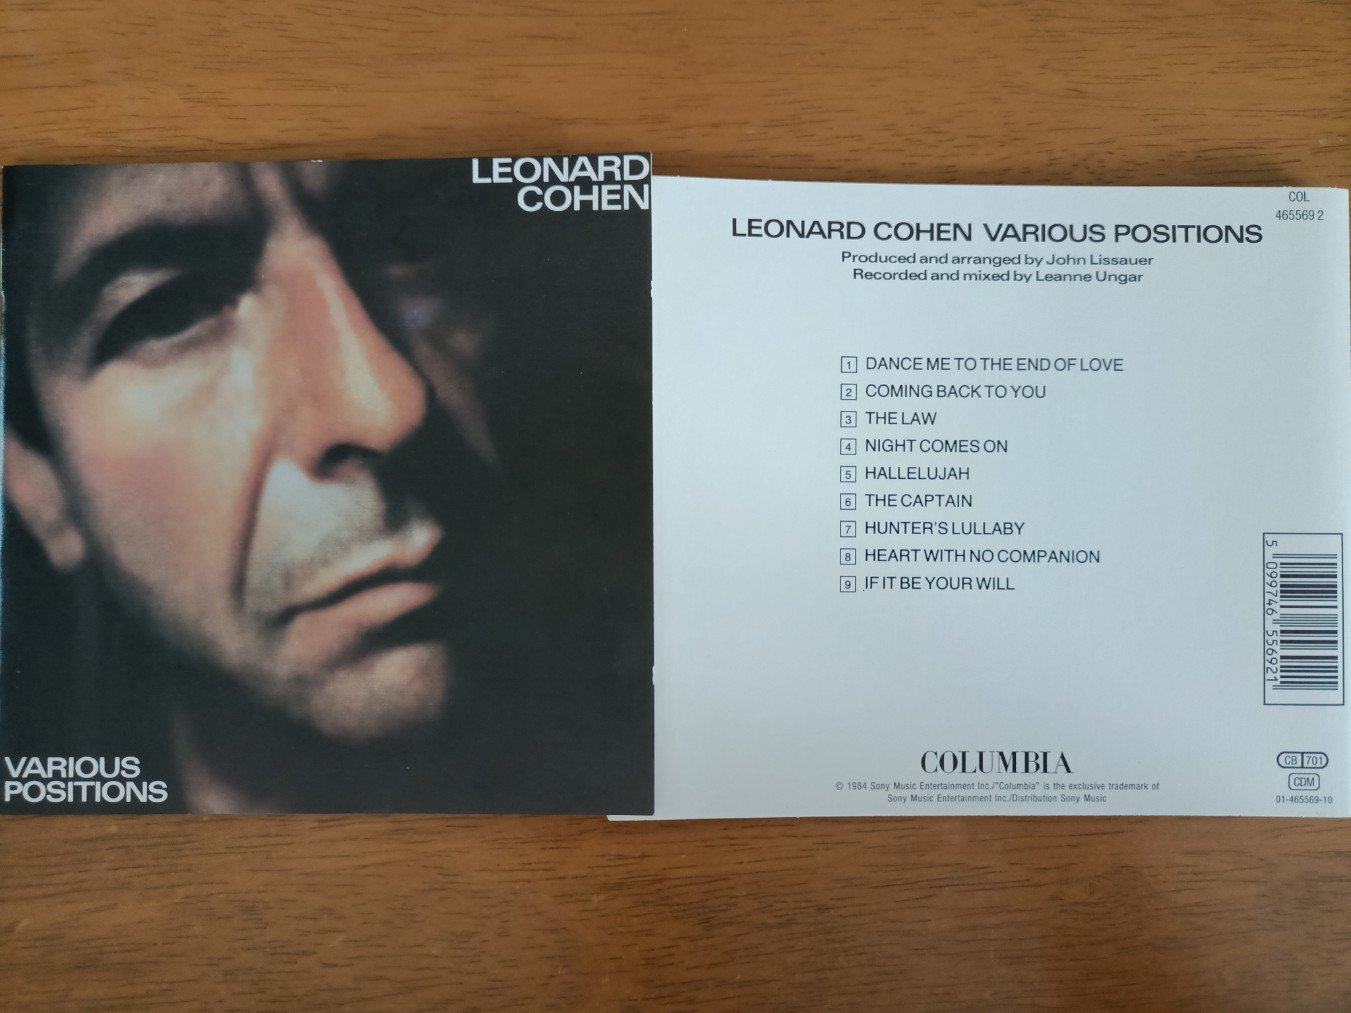 LEONARD
COHEN
VARIOUS
POSITIONS
COL
465569 2
LEONARD COHEN VARIOUS POSITIONS
Produced and arranged by John Lissauer
Recorded and mixed by Leanne Ungar
1 DANCE ME TO THE END OF LOVE
2 COMING BACK TO YOU
3 THE LAW
4 NIGHT COMES ON
5 HALLELUJAH
6 THE CAPTAIN
7 HUNTER'S LULLABY
8 HEART WITH NO COMPANION
9 IF IT BE YOUR WILL
5 099746 556921
COLUMBIA
© 1984 Sony Music Entertainment Inc./"Columbia" is the exclusive trademark of
Sony Music Entertainment Inc./Distribution Sony Music
CB 701
CDM
01-465569-10